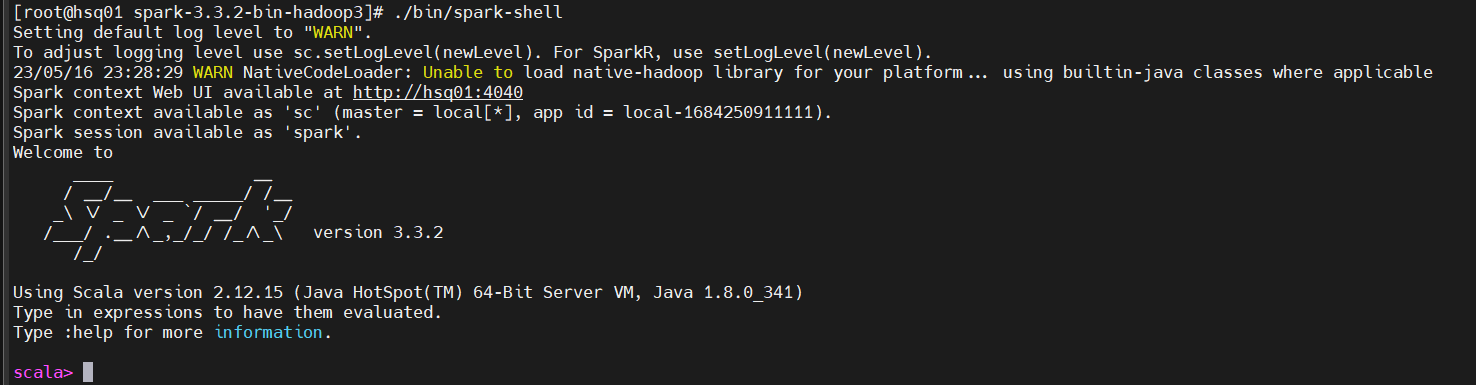 [root@hsq01 spark-3.3.2-bin-hadoop3]# ./bin/spark-shell
Setting default log level to "WARN".
To adjust logging level use sc.setLogLevel(newLevel). For SparkR, use setLogLevel(newLevel).
23/05/16 23:28:29 WARN NativeCodeLoader: Unable to load native-hadoop library for your platform... using builtin-java classes where applicable
Spark context Web UI available at http://hsq01:4040
Spark context available as 'sc' (master = local[*], app id = local-1684250911111).
Spark session available as 'spark'.
Welcome to
      ____              __
     / __/__  ___ _____/ /__
    _\ \/ _ \/ _ `/ __/  '_/
   /___/ .__/\_,_/_/ /_/\_\   version 3.3.2
      /_/
Using Scala version 2.12.15 (Java HotSpot(TM) 64-Bit Server VM, Java 1.8.0_341)
Type in expressions to have them evaluated.
Type :help for more information.
scala>